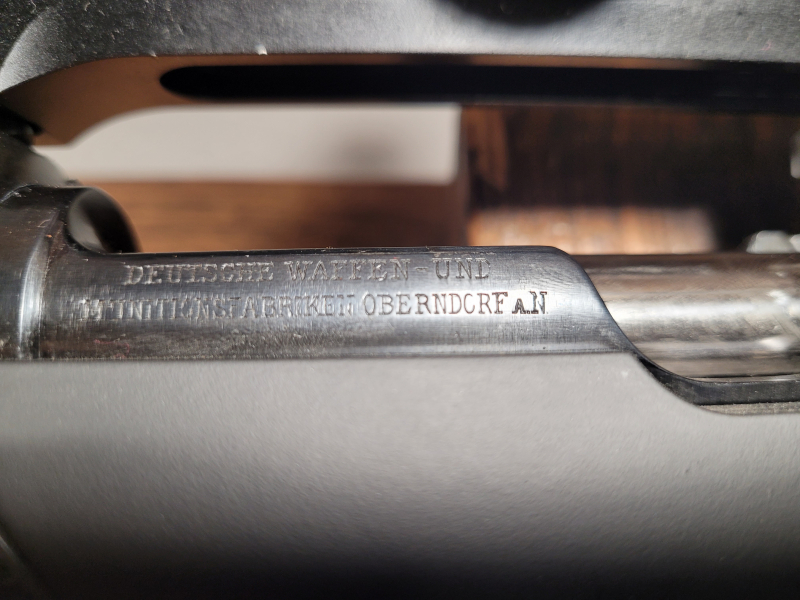 DEUTSCHE WAFFEN-UND
MUNITIONSFABRIKEN OBERNDORF A.N